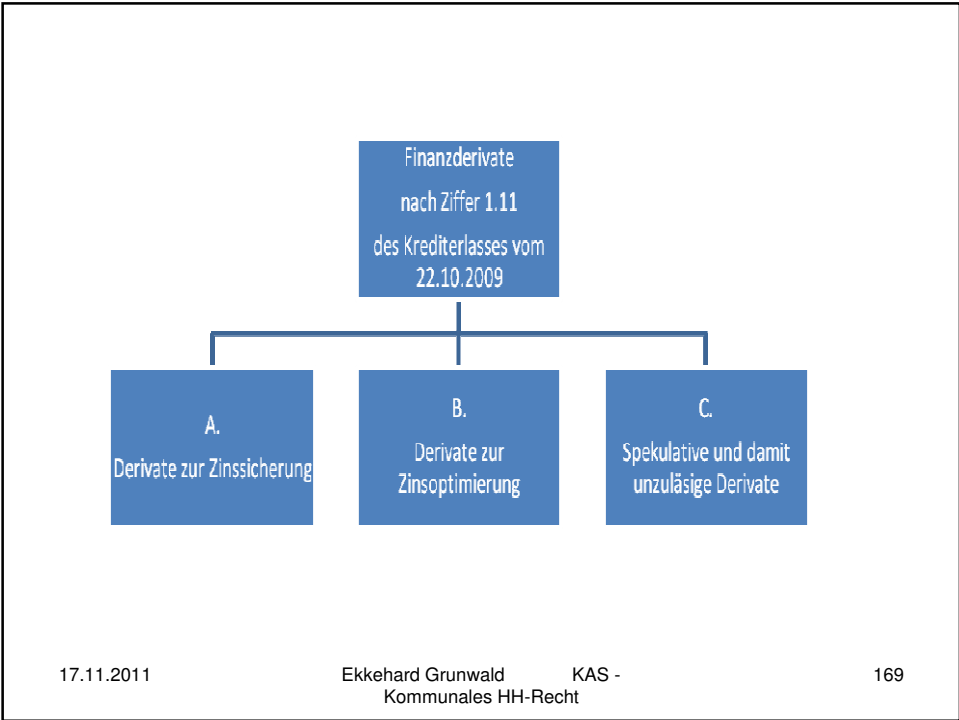 Finanzderivate
nach Ziffer 1.11
des Krediterlasses vom
22.10.2009
A.
Derivate zur Zinssicherung
B.
Derivate zur
Zinsoptimierung
C.
Spekulative und damit
unzuläsige Derivate
17.11.2011
Ekkehard Grunwald KAS -
Kommunales HH-Recht
169